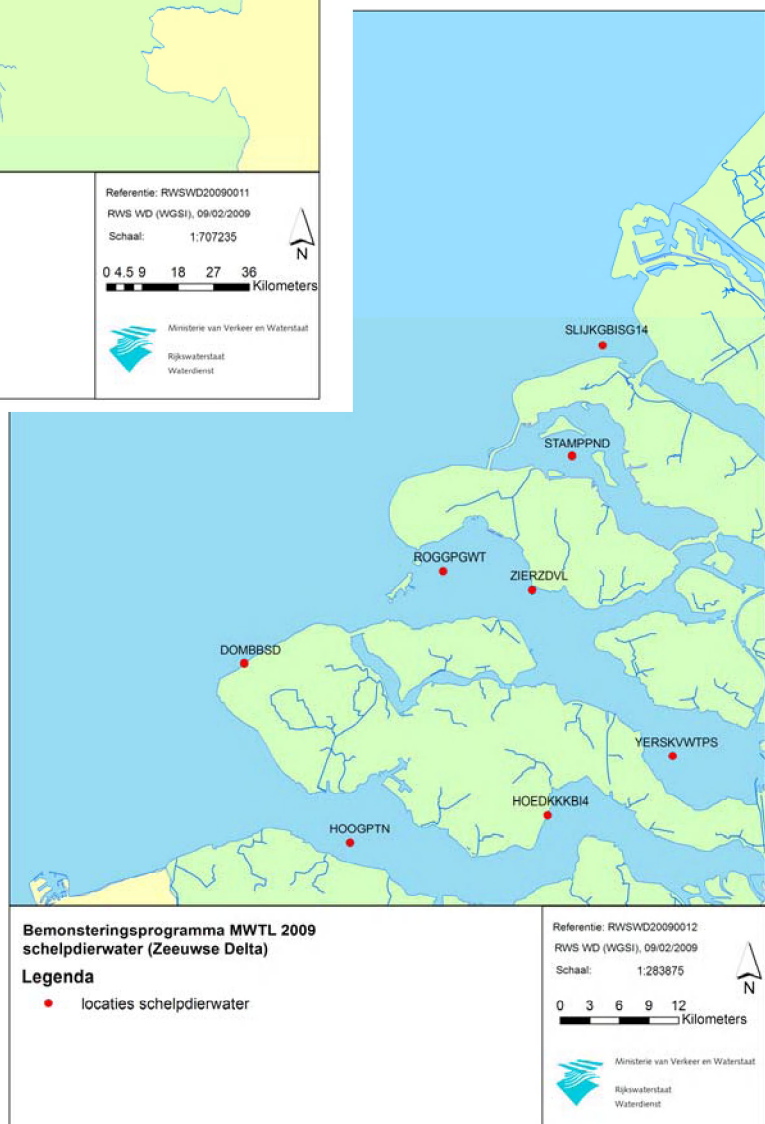 Referentie: RWSWD20090011
RWS WD (WGSI), 09/02/2009
Schaal: 1:707235
N
0 4.5 9 18 27 36
Kilometers
Ministerie van Verkeer en Waterstaat
Rijkswaterstaat
Waterdienst
SLIJKGBISG14
STAMPPND
ROGGPGWT
ZIERZDVL
DOMBBSD
YERSKVWTPS
HOEDKKKBI4
HOOGPTN
Bemonsteringsprogramma MWTL 2009
schelpdierwater (Zeeuwse Delta)
Legenda
locaties schelpdierwater
Referentie: RWSWD20090012
RWS WD (WGSI), 09/02/2009
Schaal: 1:283875
N
0 3 6 9 12
Kilometers
Ministerie van Verkeer en Waterstaat
Rijkswaterstaat
Waterdienst